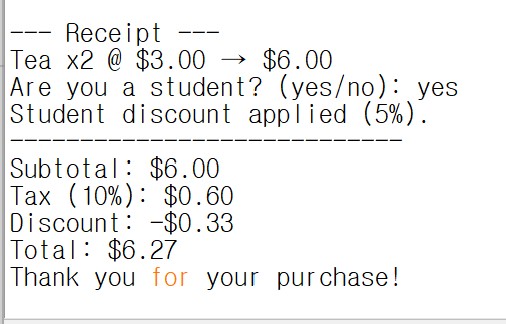 --- Receipt ---
Tea x2 @ $3.00 → $6.00
Are you a student? (yes/no): yes
Student discount applied (5%).
----------------------------
Subtotal: $6.00
Tax (10%): $0.60
Discount: -$0.33
Total: $6.27
Thank you for your purchase!